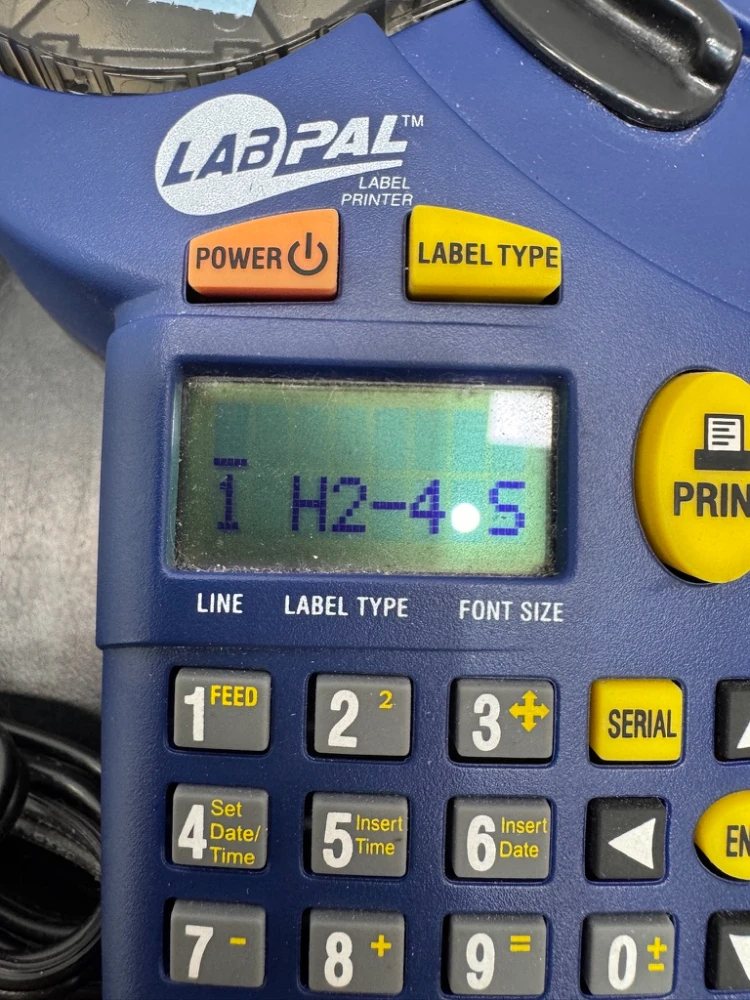 LABPAL™
LABEL
PRINTER
POWER
LABEL TYPE
1 H2-4 S
PRIN
LINE LABEL TYPE FONT SIZE
1 FEED 2 2 3 SERIAL
4 Set Date/ Time 5 Insert Time 6 Insert Date EN
7 - 8 + 9 = 0 ±